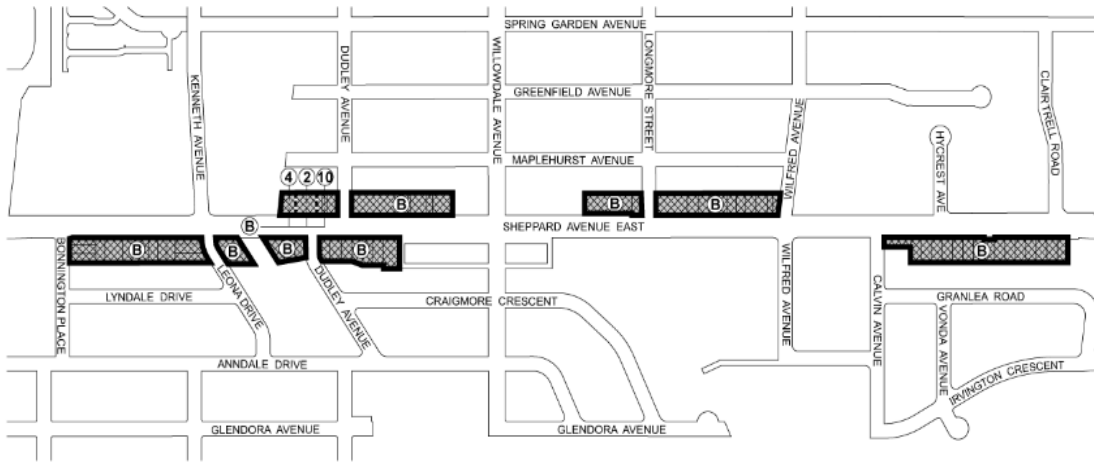 SPRING GARDEN AVENUE
KENNETH AVENUE
DUDLEY AVENUE
WILLOWDALE AVENUE
LONGMORE STREET
CLAIRTRELL ROAD
GREENFIELD AVENUE
WILFRED AVENUE
HYCREST AVE
MAPLEHURST AVENUE
4 2 10
B
B
B
B
SHEPPARD AVENUE EAST
B
B
B
B
B
BONNINGTON PLACE
LEONA DRIVE
DUDLEY AVENUE
WILFRED AVENUE
CALVIN AVENUE
LYNDALE DRIVE
CRAIGMORE CRESCENT
GRANLEA ROAD
VONDA AVENUE
ANNDALE DRIVE
IRVINGTON CRESCENT
GLENDORA AVENUE
GLENDORA AVENUE